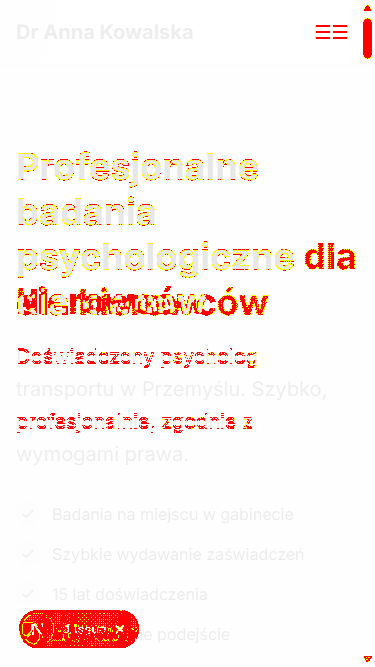 Dr Anna Kowalska
Profesjonalne
badania
psychologiczne dla
kierowców
Doświadczony psycholog
transportu w Przemyślu. Szybko,
profesjonalnie, zgodnie z
wymogami prawa.
Badania na miejscu w gabinecie
Szybkie wydawanie zaświadczeń
15 lat doświadczenia
podejście